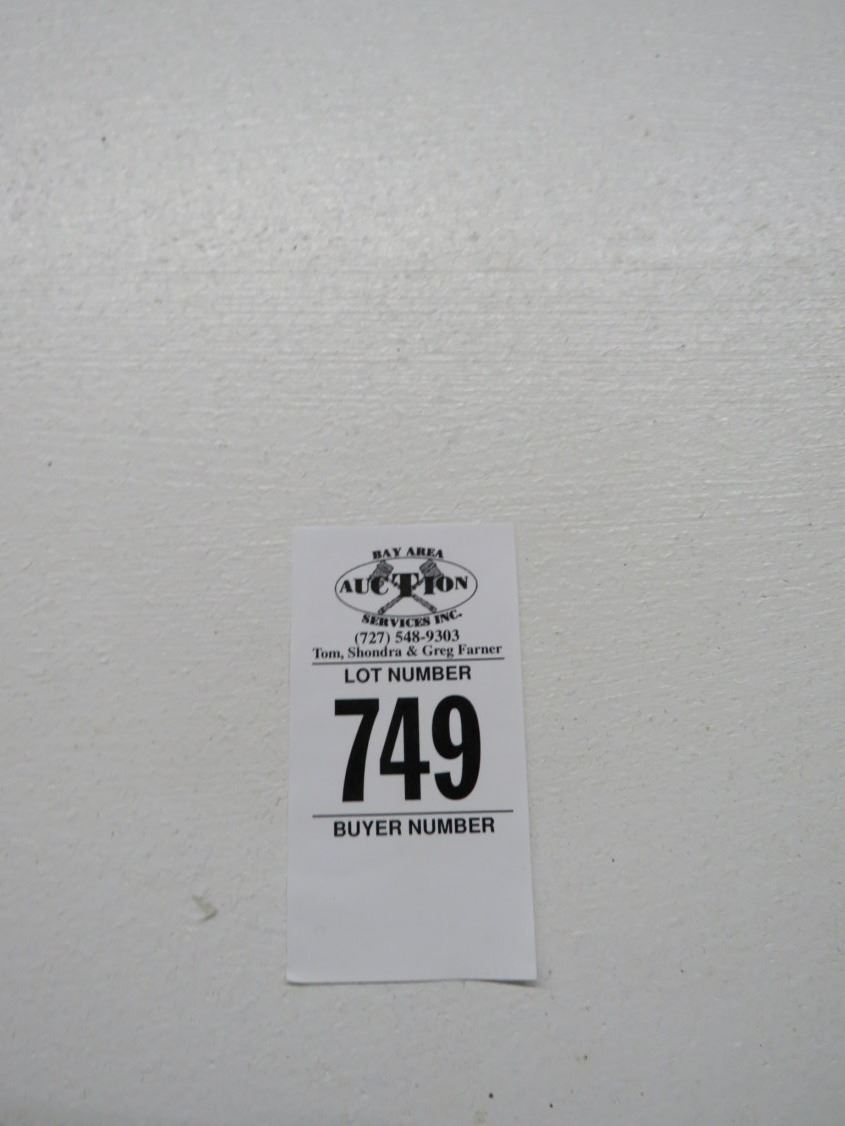 BAY AREA
AUCTION
SERVICES INC.
(727) 548-9303
Tom, Shondra & Greg Farner
LOT NUMBER
749
BUYER NUMBER